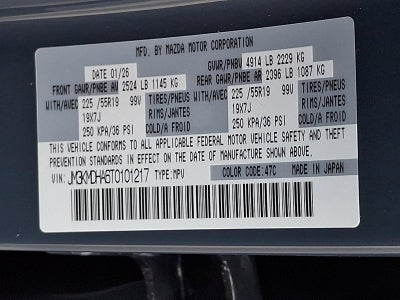 MFD. BY MAZDA MOTOR CORPORATION
DATE 01/26 GVWR/PNBV 4914 LB 2229 KG
FRONT GAWR/PNBE AV 2524 LB 1145 KG REAR GAWR/PNBE AR 2396 LB 1087 KG
WITH/AVEC 225 /55R19 99V TIRES/PNEUS WITH/AVEC 225 /55R19 99V TIRES/PNEUS
19X7J RIMS/JANTES 19X7J RIMS/JANTES
250 KPA/36 PSI COLD/A FROID 250 KPA/36 PSI COLD/A FROID
THIS VEHICLE CONFORMS TO ALL APPLICABLE FEDERAL MOTOR VEHICLE SAFETY AND THEFT
PREVENTION STANDARDS IN EFFECT ON THE DATE OF MANUFACTURE SHOWN ABOVE.
VIN: JM3KMDHA6T0101217 TYPE:MPV COLOR CODE:47C MADE IN JAPAN